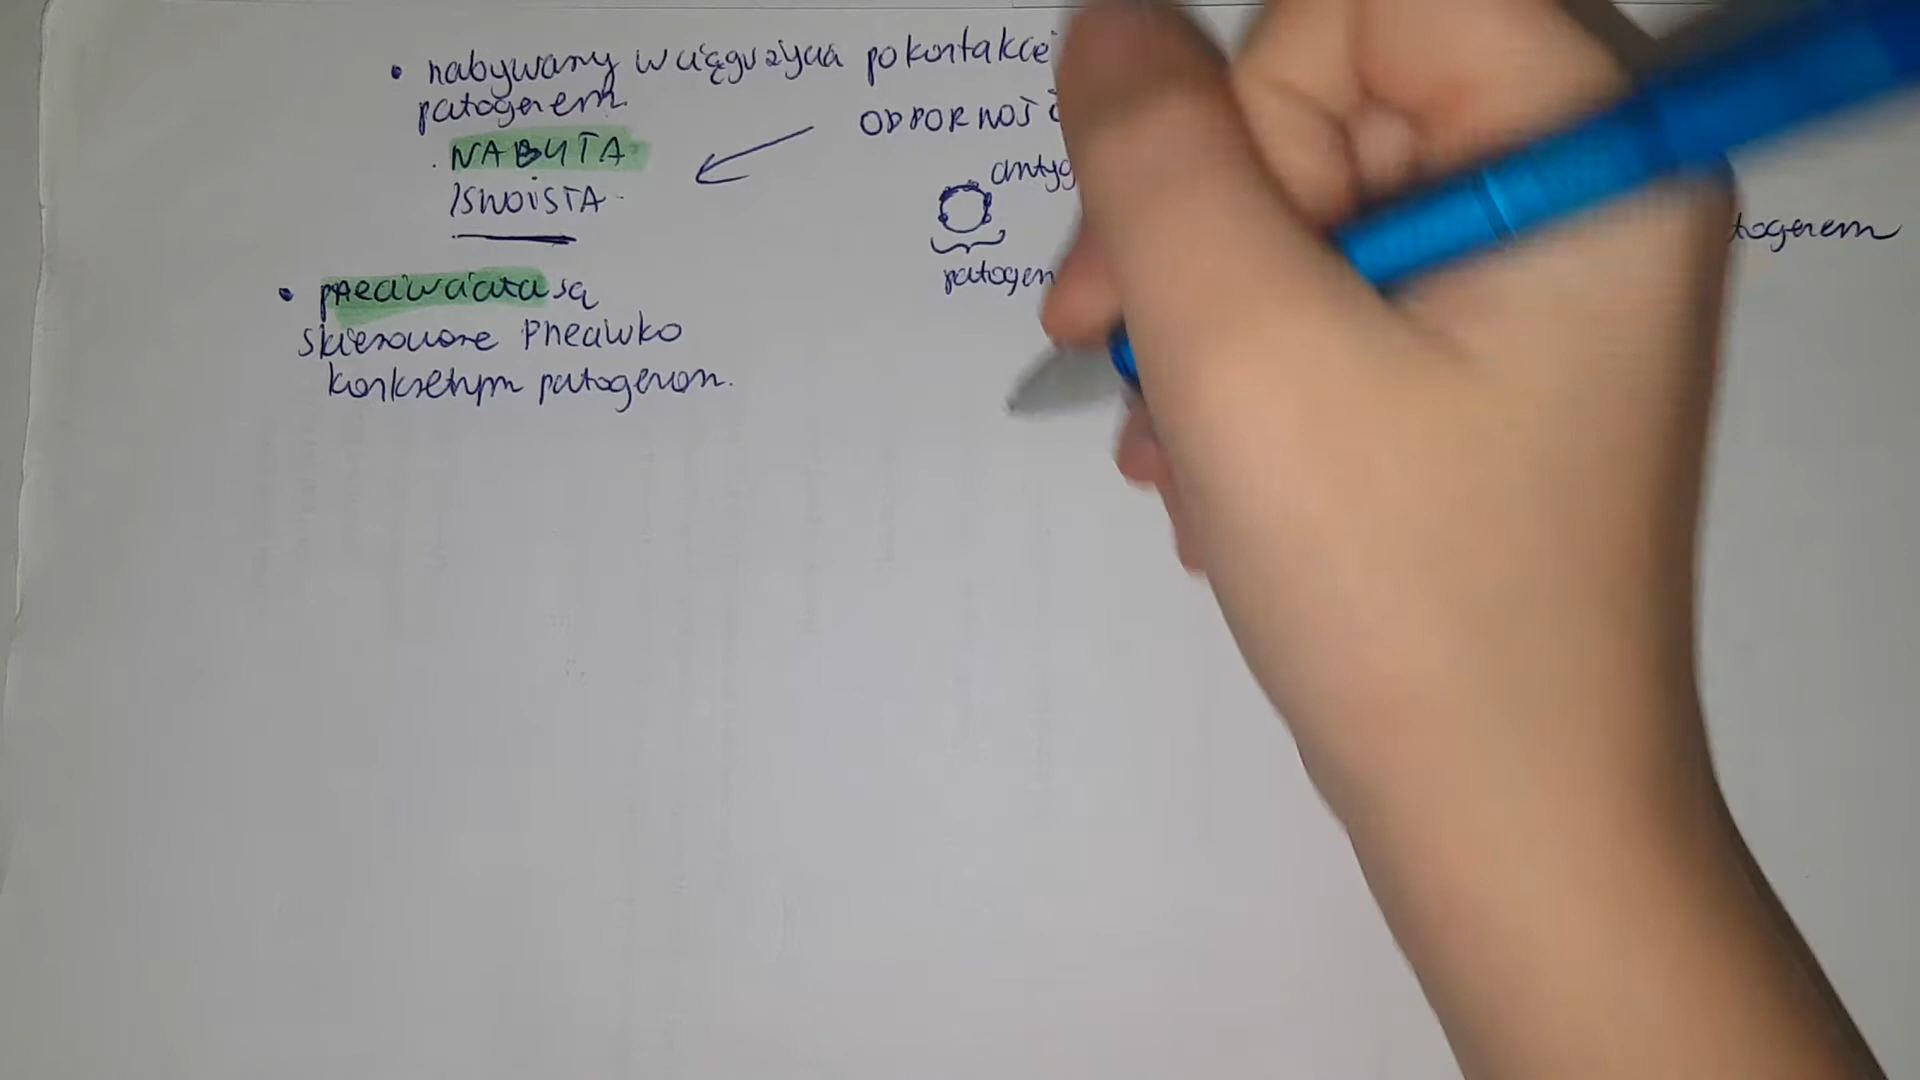 • nabywany w ciągu życia po kontakcie
patogenem.
ODPORNOŚĆ
. NABYTA
/SWOISTA
antyg
patogen
togenem
• przeciwciała są
skierowane przeciwko
konkretnym patogenom.